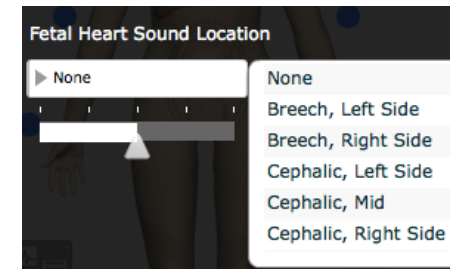 Fetal Heart Sound Location
None
None
Breech, Left Side
Breech, Right Side
Cephalic, Left Side
Cephalic, Mid
Cephalic, Right Side